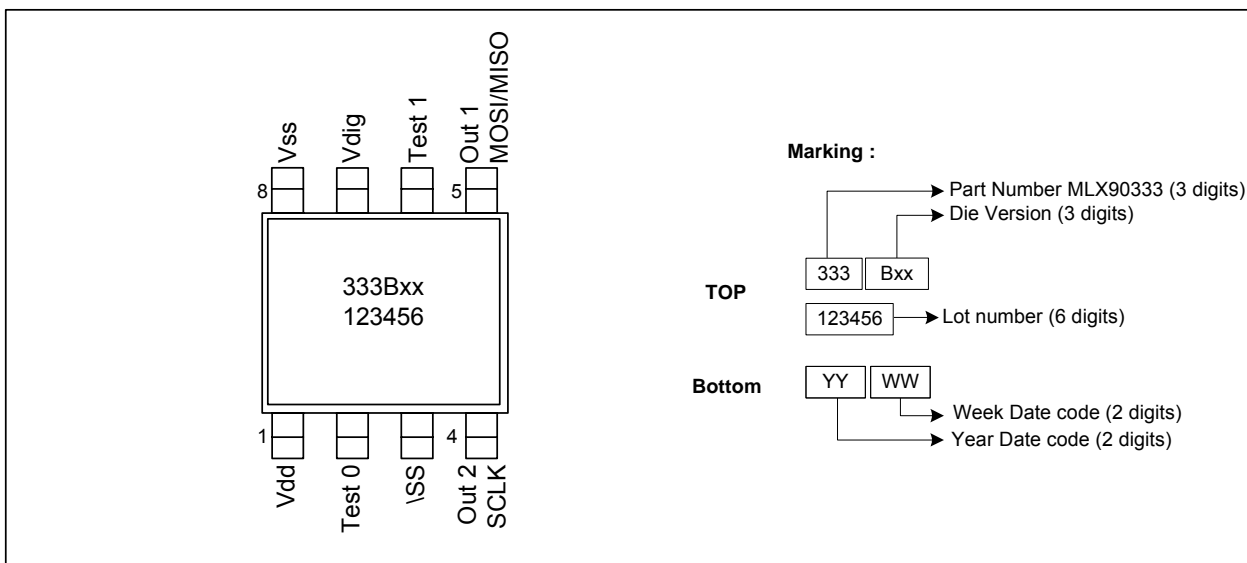 Vss
Vdig
Test 1
Out 1
MOSI/MISO
8
5
333Bxx
123456
1
4
Vdd
Test 0
\SS
Out 2
SCLK
Marking :
Part Number MLX90333 (3 digits)
Die Version (3 digits)
TOP
333
Bxx
123456
Lot number (6 digits)
Bottom
YY
WW
Week Date code (2 digits)
Year Date code (2 digits)